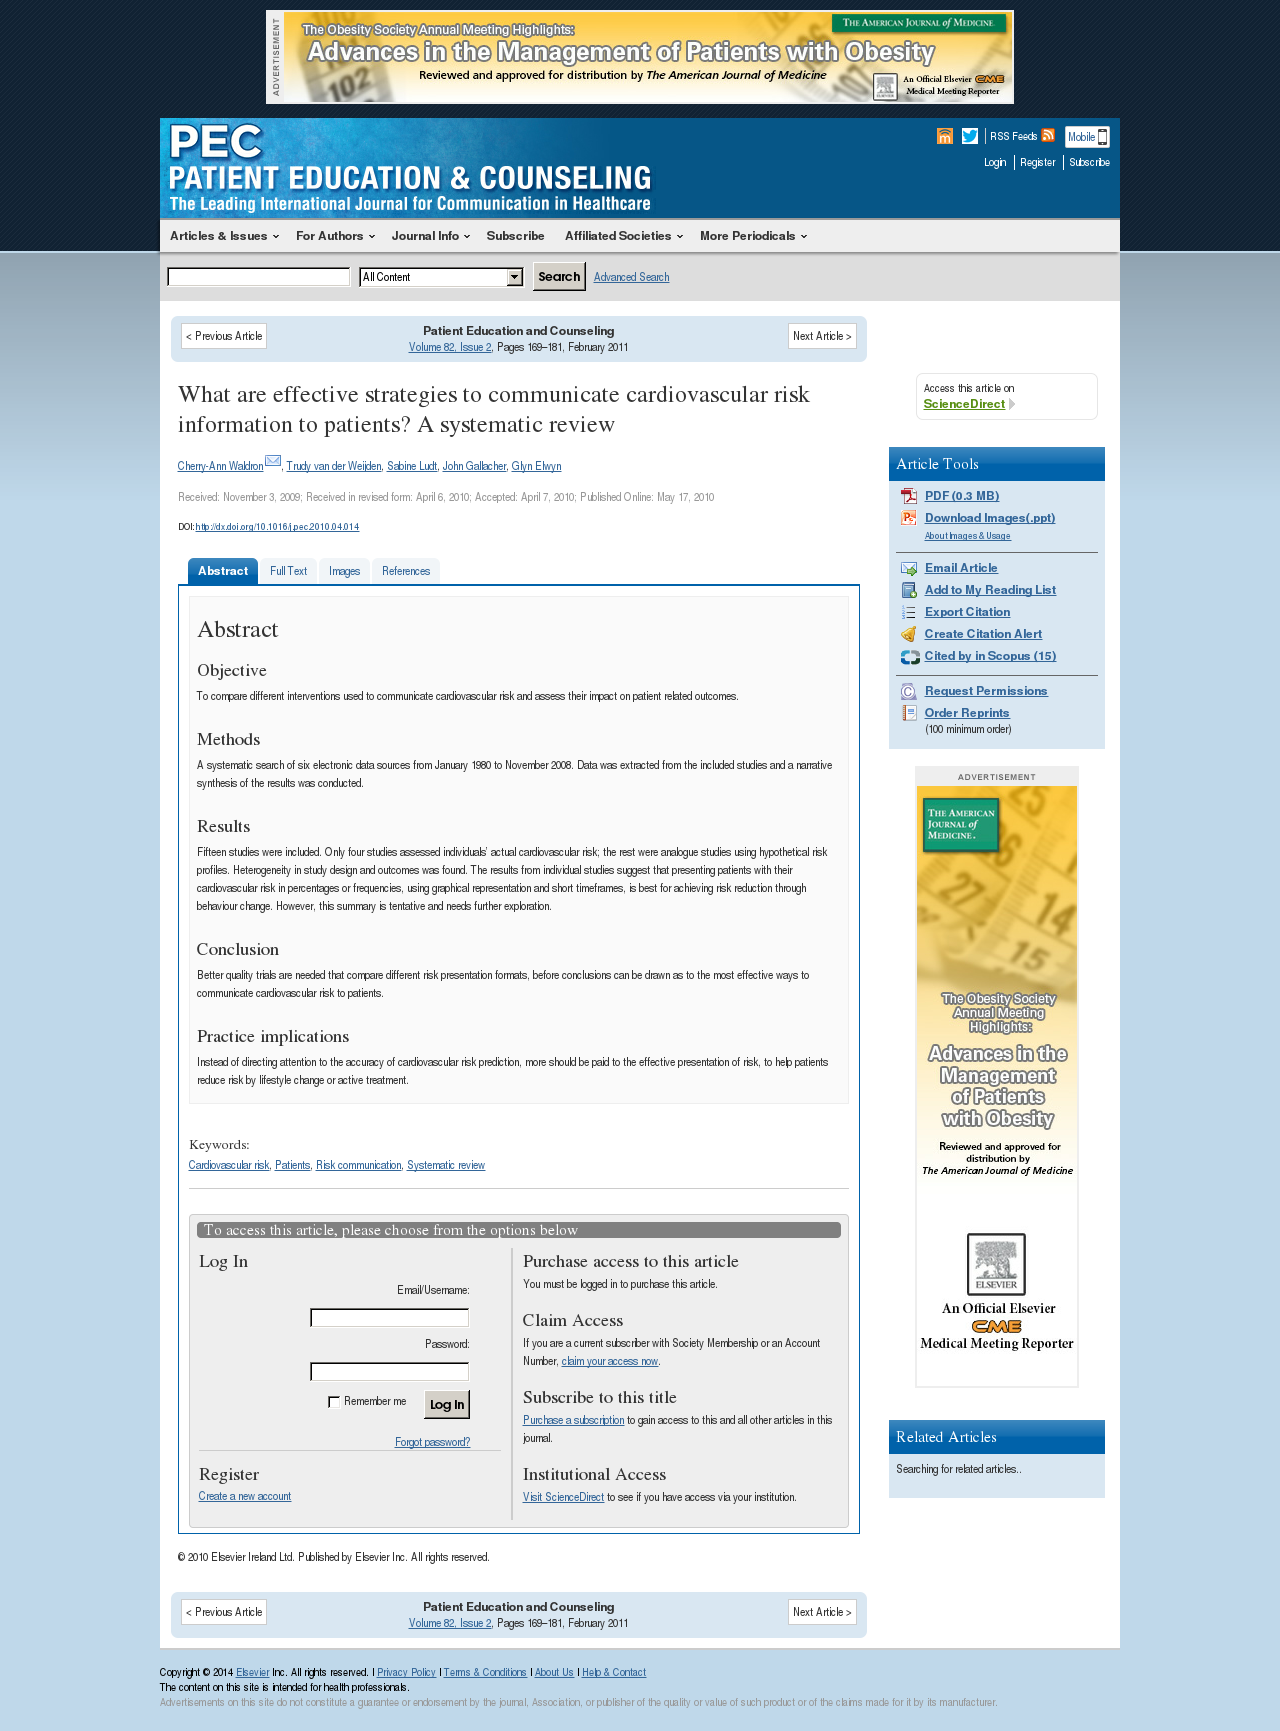 ADVERTISEMENT
THE AMERICAN JOURNAL of MEDICINE
The Obesity Society Annual Meeting Highlights:
Advances in the Management of Patients with Obesity
Reviewed and approved for distribution by The American Journal of Medicine
An Official Elsevier CME
Medical Meeting Reporter
PEC
PATIENT EDUCATION & COUNSELING
The Leading International Journal for Communication in Healthcare
RSS Feeds
Mobile
Login
Register
Subscribe
Articles & Issues
For Authors
Journal Info
Subscribe
Affiliated Societies
More Periodicals
All Content
Search
Advanced Search
< Previous Article
Patient Education and Counseling
Volume 82, Issue 2, Pages 169–181, February 2011
Next Article >
What are effective strategies to communicate cardiovascular risk
information to patients? A systematic review
Cherry-Ann Waldron, Trudy van der Weijden, Sabine Ludt, John Gallacher, Glyn Elwyn
Received: November 3, 2009; Received in revised form: April 6, 2010; Accepted: April 7, 2010; Published Online: May 17, 2010
DOI: http://dx.doi.org/10.1016/j.pec.2010.04.014
Abstract
Full Text
Images
References
Abstract
Objective
To compare different interventions used to communicate cardiovascular risk and assess their impact on patient related outcomes.
Methods
A systematic search of six electronic data sources from January 1980 to November 2008. Data was extracted from the included studies and a narrative
synthesis of the results was conducted.
Results
Fifteen studies were included. Only four studies assessed individuals' actual cardiovascular risk; the rest were analogue studies using hypothetical risk
profiles. Heterogeneity in study design and outcomes was found. The results from individual studies suggest that presenting patients with their
cardiovascular risk in percentages or frequencies, using graphical representation and short timeframes, is best for achieving risk reduction through
behaviour change. However, this summary is tentative and needs further exploration.
Conclusion
Better quality trials are needed that compare different risk presentation formats, before conclusions can be drawn as to the most effective ways to
communicate cardiovascular risk to patients.
Practice implications
Instead of directing attention to the accuracy of cardiovascular risk prediction, more should be paid to the effective presentation of risk, to help patients
reduce risk by lifestyle change or active treatment.
Keywords:
Cardiovascular risk, Patients, Risk communication, Systematic review
To access this article, please choose from the options below
Log In
Email/Username:
Password:
Remember me
Log In
Forgot password?
Register
Create a new account
Purchase access to this article
You must be logged in to purchase this article.
Claim Access
If you are a current subscriber with Society Membership or an Account
Number, claim your access now.
Subscribe to this title
Purchase a subscription to gain access to this and all other articles in this
journal.
Institutional Access
Visit ScienceDirect to see if you have access via your institution.
© 2010 Elsevier Ireland Ltd. Published by Elsevier Inc. All rights reserved.
< Previous Article
Patient Education and Counseling
Volume 82, Issue 2, Pages 169–181, February 2011
Next Article >
Access this article on
ScienceDirect
Article Tools
PDF (0.3 MB)
Download Images(.ppt)
About Images & Usage
Email Article
Add to My Reading List
Export Citation
Create Citation Alert
Cited by in Scopus (15)
Request Permissions
Order Reprints
(100 minimum order)
ADVERTISEMENT
THE AMERICAN
JOURNAL of
MEDICINE.
The Obesity Society
Annual Meeting
Highlights:
Advances in the
Management
of Patients
with Obesity
Reviewed and approved for
distribution by
The American Journal of Medicine
ELSEVIER
An Official Elsevier
CME
Medical Meeting Reporter
Related Articles
Searching for related articles..
Copyright © 2014 Elsevier Inc. All rights reserved. | Privacy Policy | Terms & Conditions | About Us | Help & Contact
The content on this site is intended for health professionals.
Advertisements on this site do not constitute a guarantee or endorsement by the journal, Association, or publisher of the quality or value of such product or of the claims made for it by its manufacturer.